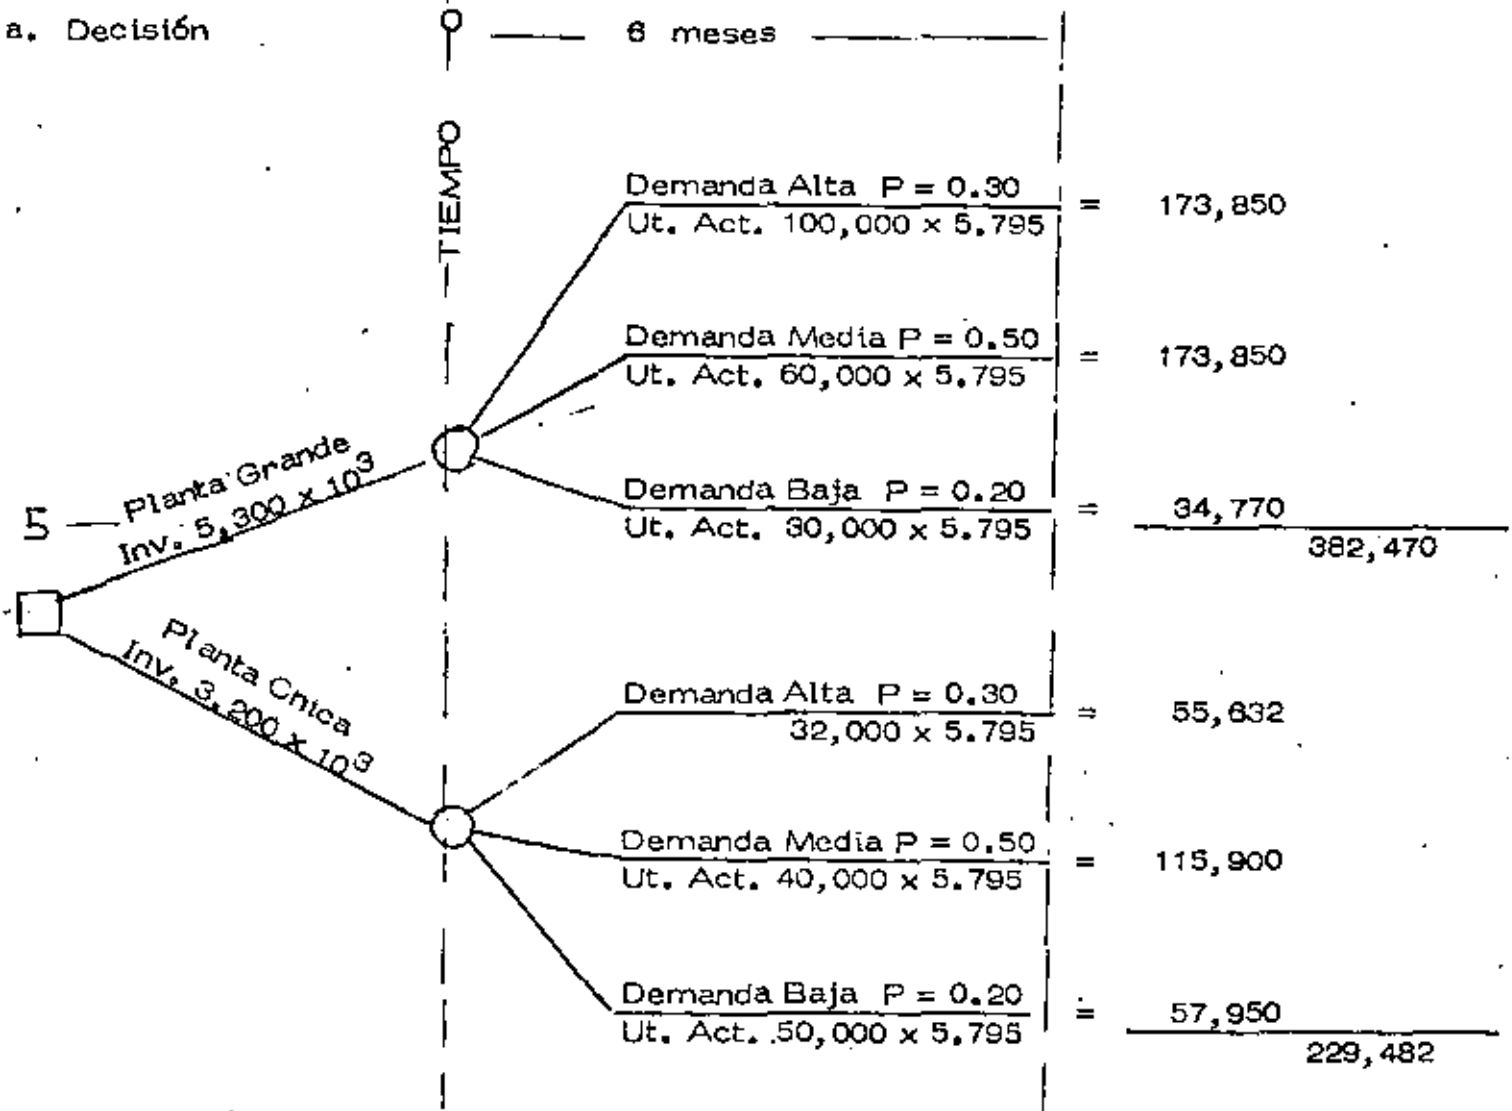 a. Decisión
O
6 meses
TIEMPO
Demanda Alta P = 0.30
Ut. Act. 100,000 x 5.795 = 173,850
Demanda Media P = 0.50
Ut. Act. 60,000 x 5.795 = 173,850
5
Planta Grande
Inv. 5,300 x 10³
Demanda Baja P = 0.20
Ut. Act. 30,000 x 5.795 = 34,770
382,470
Planta Chica
Inv. 3,200 x 10³
Demanda Alta P = 0.30
32,000 x 5.795 = 55,632
Demanda Media P = 0.50
Ut. Act. 40,000 x 5.795 = 115,900
Demanda Baja P = 0.20
Ut. Act. 50,000 x 5.795 = 57,950
229,482